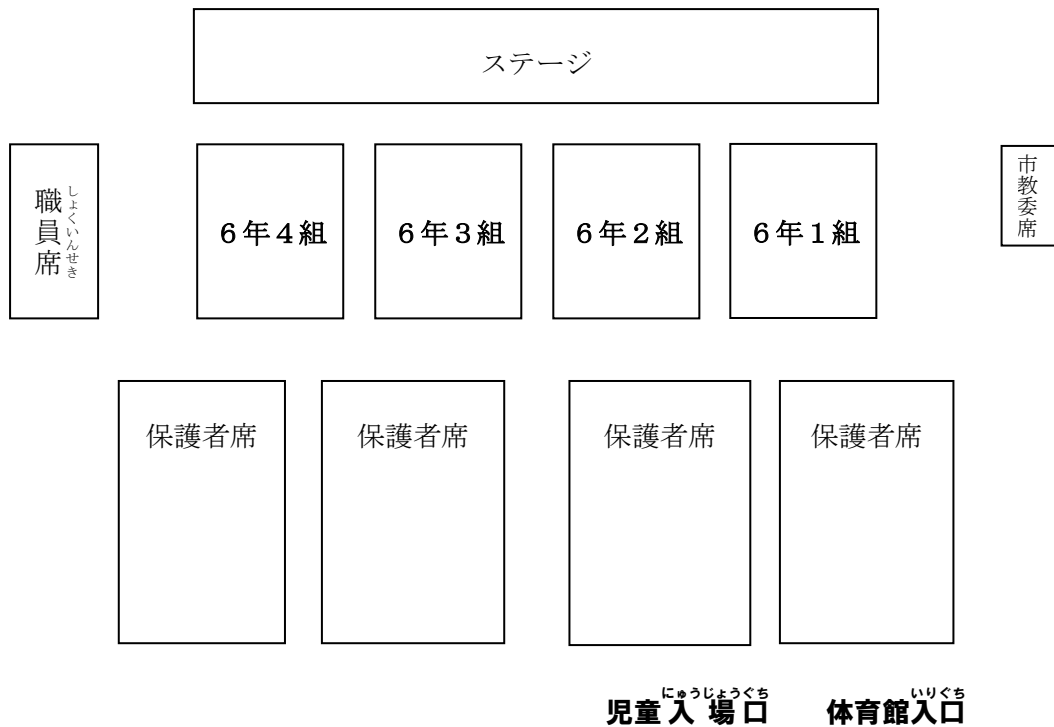 ステージ
職員席
しょくいんせき
6年4組
6年3組
6年2組
6年1組
市教委席
保護者席
保護者席
保護者席
保護者席
児童入場口
にゅうじょうぐち
体育館入口
いりぐち